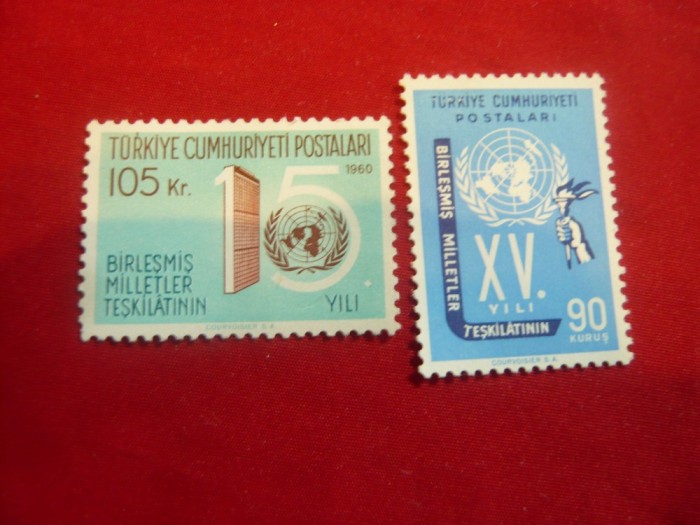 TÜRKİYE CUMHURİYETİ POSTALARI
105 Kr.
1960
15.
BİRLEŞMİŞ
MİLLETLER
TEŞKİLÂTININ
YILI
COURVOISIER S.A.
TÜRKİYE CUMHURİYETİ
POSTALARI
BİRLEŞMİŞ MİLLETLER
XV.
YILI
TEŞKİLÂTININ
90
KURUŞ
COURVOISIER S.A.